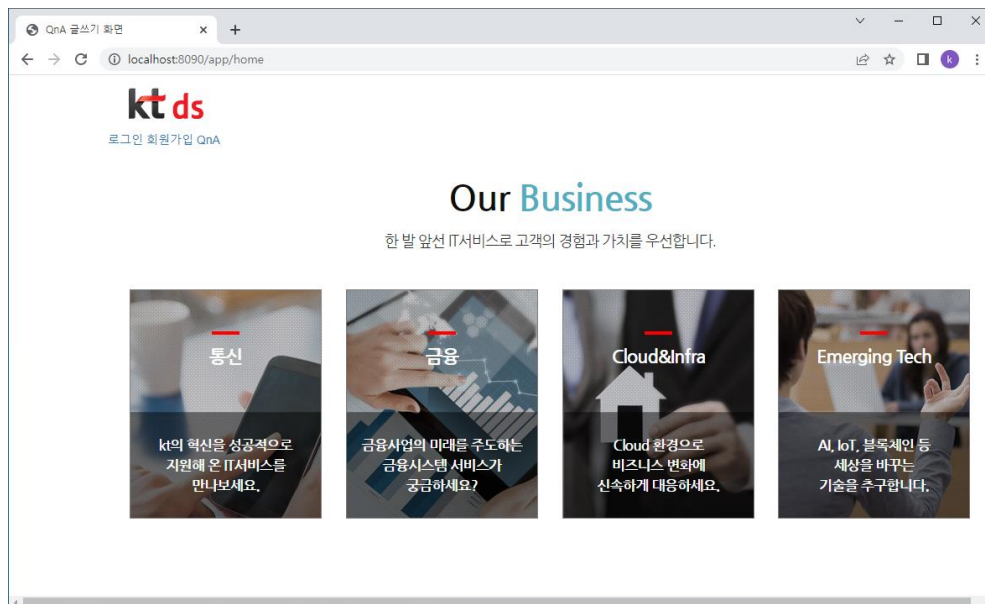 QnA 글쓰기 화면
localhost:8090/app/home
k
kt ds
로그인 회원가입 QnA
Our Business
한 발 앞선 IT서비스로 고객의 경험과 가치를 우선합니다.
통신
kt의 혁신을 성공적으로
지원해 온 IT서비스를
만나보세요.
금융
금융사업의 미래를 주도하는
금융시스템 서비스가
궁금하세요?
Cloud&Infra
Cloud 환경으로
비즈니스 변화에
신속하게 대응하세요.
Emerging Tech
AI, IoT, 블록체인 등
세상을 바꾸는
기술을 추구합니다.